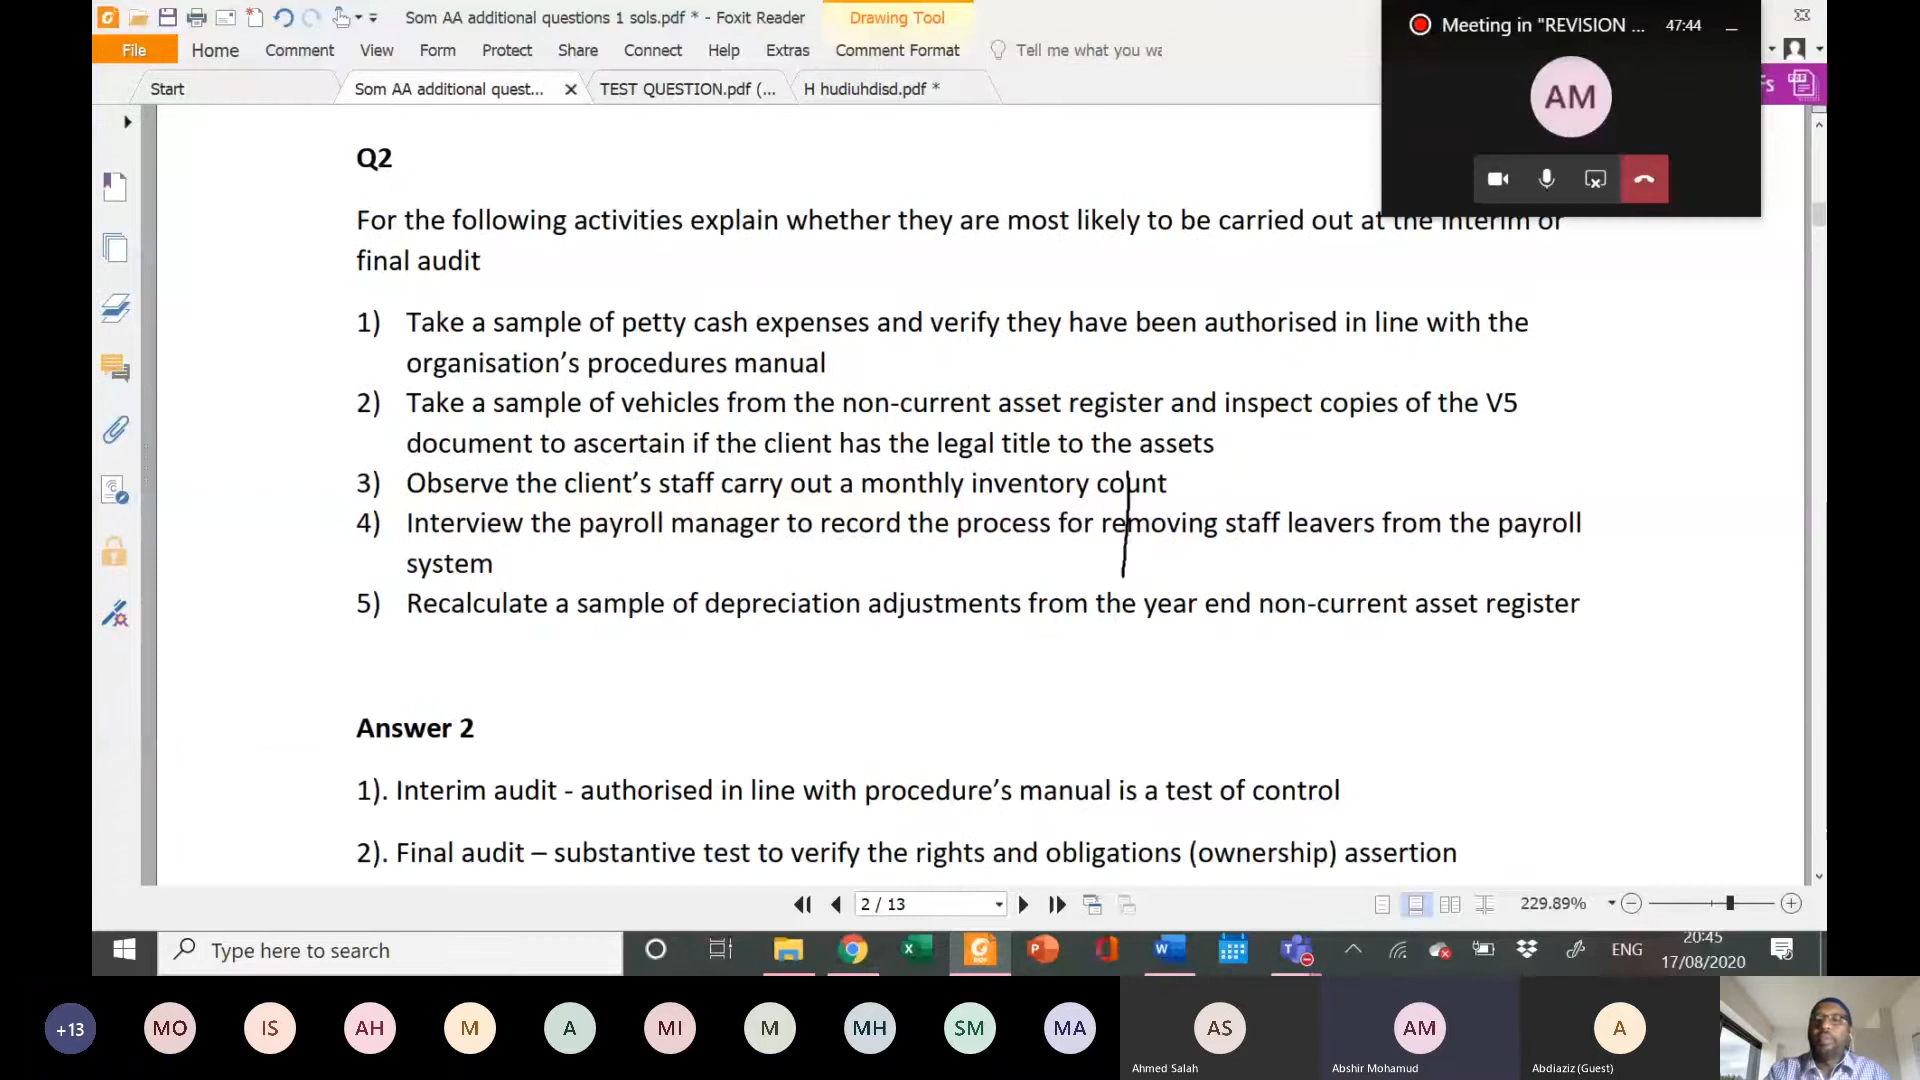 Som AA additional questions 1 sols.pdf * - Foxit Reader
Drawing Tool
Meeting in "REVISION ...
47:44
File
Home
Comment
View
Form
Protect
Share
Connect
Help
Extras
Comment Format
Tell me what you wa
AM
Start
Som AA additional quest...
TEST QUESTION.pdf (...
H hudiuhdisd.pdf *
Q2
For the following activities explain whether they are most likely to be carried out at the interim or
final audit
1) Take a sample of petty cash expenses and verify they have been authorised in line with the
organisation’s procedures manual
2) Take a sample of vehicles from the non-current asset register and inspect copies of the V5
document to ascertain if the client has the legal title to the assets
3) Observe the client’s staff carry out a monthly inventory count
4) Interview the payroll manager to record the process for removing staff leavers from the payroll
system
5) Recalculate a sample of depreciation adjustments from the year end non-current asset register
Answer 2
1). Interim audit - authorised in line with procedure’s manual is a test of control
2). Final audit – substantive test to verify the rights and obligations (ownership) assertion
2 / 13
229.89%
Type here to search
ENG
20:45
17/08/2020
+13
MO
IS
AH
M
A
MI
M
MH
SM
MA
AS
AM
A
Ahmed Salah
Abshir Mohamud
Abdiaziz (Guest)